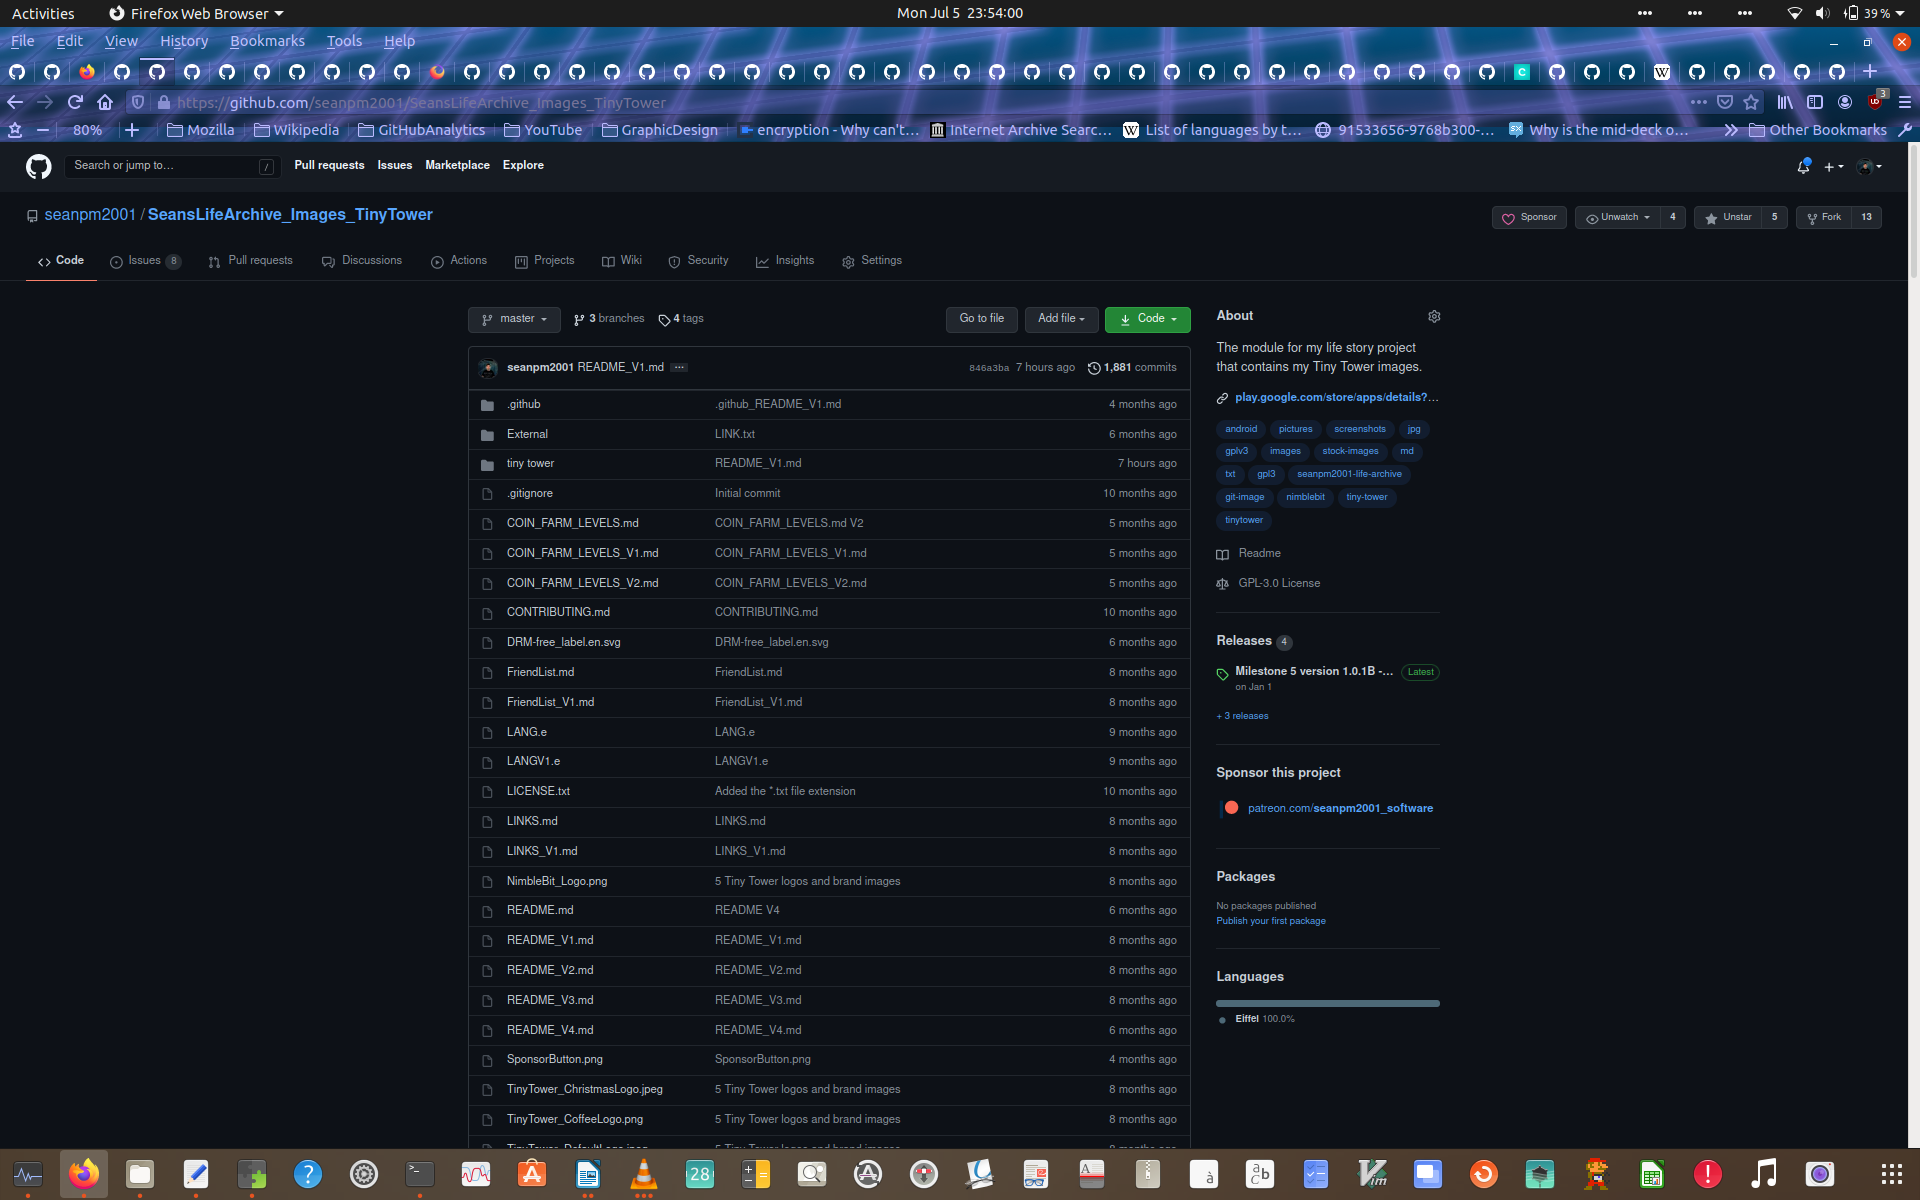 Activities
Firefox Web Browser
Mon Jul 5 23:54:00
39 %
File Edit View History Bookmarks Tools Help
https://github.com/seanpm2001/SeansLifeArchive_Images_TinyTower
3
80%
Mozilla
Wikipedia
GitHubAnalytics
YouTube
GraphicDesign
encryption - Why can't…
Internet Archive Searc…
List of languages by t…
91533656-9768b300-…
Why is the mid-deck o…
Other Bookmarks
Search or jump to…
/
Pull requests Issues Marketplace Explore
seanpm2001 / SeansLifeArchive_Images_TinyTower
Sponsor
Unwatch 4
Unstar 5
Fork 13
Code
Issues 8
Pull requests
Discussions
Actions
Projects
Wiki
Security
Insights
Settings
master
3 branches
4 tags
Go to file
Add file
Code
seanpm2001 README_V1.md
846a3ba 7 hours ago
1,881 commits
.github .github_README_V1.md 4 months ago
External LINK.txt 6 months ago
tiny tower README_V1.md 7 hours ago
.gitignore Initial commit 10 months ago
COIN_FARM_LEVELS.md COIN_FARM_LEVELS.md V2 5 months ago
COIN_FARM_LEVELS_V1.md COIN_FARM_LEVELS_V1.md 5 months ago
COIN_FARM_LEVELS_V2.md COIN_FARM_LEVELS_V2.md 5 months ago
CONTRIBUTING.md CONTRIBUTING.md 10 months ago
DRM-free_label.en.svg DRM-free_label.en.svg 6 months ago
FriendList.md FriendList.md 8 months ago
FriendList_V1.md FriendList_V1.md 8 months ago
LANG.e LANG.e 9 months ago
LANGV1.e LANGV1.e 9 months ago
LICENSE.txt Added the *.txt file extension 10 months ago
LINKS.md LINKS.md 8 months ago
LINKS_V1.md LINKS_V1.md 8 months ago
NimbleBit_Logo.png 5 Tiny Tower logos and brand images 8 months ago
README.md README V4 6 months ago
README_V1.md README_V1.md 8 months ago
README_V2.md README_V2.md 8 months ago
README_V3.md README_V3.md 8 months ago
README_V4.md README_V4.md 6 months ago
SponsorButton.png SponsorButton.png 4 months ago
TinyTower_ChristmasLogo.jpeg 5 Tiny Tower logos and brand images 8 months ago
TinyTower_CoffeeLogo.png 5 Tiny Tower logos and brand images 8 months ago
About
The module for my life story project
that contains my Tiny Tower images.
play.google.com/store/apps/details?…
android pictures screenshots jpg
gplv3 images stock-images md
txt gpl3 seanpm2001-life-archive
git-image nimblebit tiny-tower
tinytower
Readme
GPL-3.0 License
Releases 4
Milestone 5 version 1.0.1B -… Latest
on Jan 1
+ 3 releases
Sponsor this project
patreon.com/seanpm2001_software
Packages
No packages published
Publish your first package
Languages
Eiffel 100.0%
28